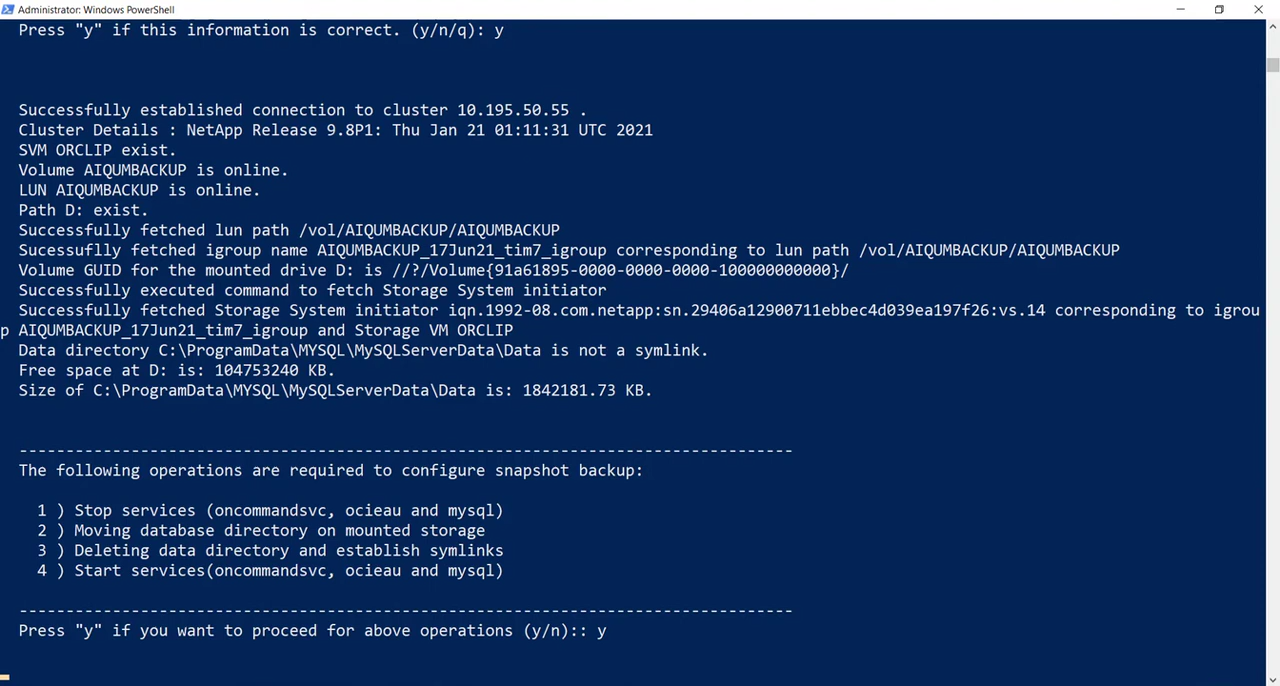 Administrator: Windows PowerShell
Press "y" if this information is correct. (y/n/q): y
Successfully established connection to cluster 10.195.50.55 .
Cluster Details : NetApp Release 9.8P1: Thu Jan 21 01:11:31 UTC 2021
SVM ORCLIP exist.
Volume AIQUMBACKUP is online.
LUN AIQUMBACKUP is online.
Path D: exist.
Successfully fetched lun path /vol/AIQUMBACKUP/AIQUMBACKUP
Sucessuflly fetched igroup name AIQUMBACKUP_17Jun21_tim7_igroup corresponding to lun path /vol/AIQUMBACKUP/AIQUMBACKUP
Volume GUID for the mounted drive D: is //?/Volume{91a61895-0000-0000-0000-100000000000}/
Successfully executed command to fetch Storage System initiator
Successfully fetched Storage System initiator iqn.1992-08.com.netapp:sn.29406a12900711ebbec4d039ea197f26:vs.14 corresponding to igrou
p AIQUMBACKUP_17Jun21_tim7_igroup and Storage VM ORCLIP
Data directory C:\ProgramData\MYSQL\MySQLServerData\Data is not a symlink.
Free space at D: is: 104753240 KB.
Size of C:\ProgramData\MYSQL\MySQLServerData\Data is: 1842181.73 KB.
-----------------------------------------------------------------------------------
The following operations are required to configure snapshot backup:
1 ) Stop services (oncommandsvc, ocieau and mysql)
2 ) Moving database directory on mounted storage
3 ) Deleting data directory and establish symlinks
4 ) Start services(oncommandsvc, ocieau and mysql)
-----------------------------------------------------------------------------------
Press "y" if you want to proceed for above operations (y/n):: y